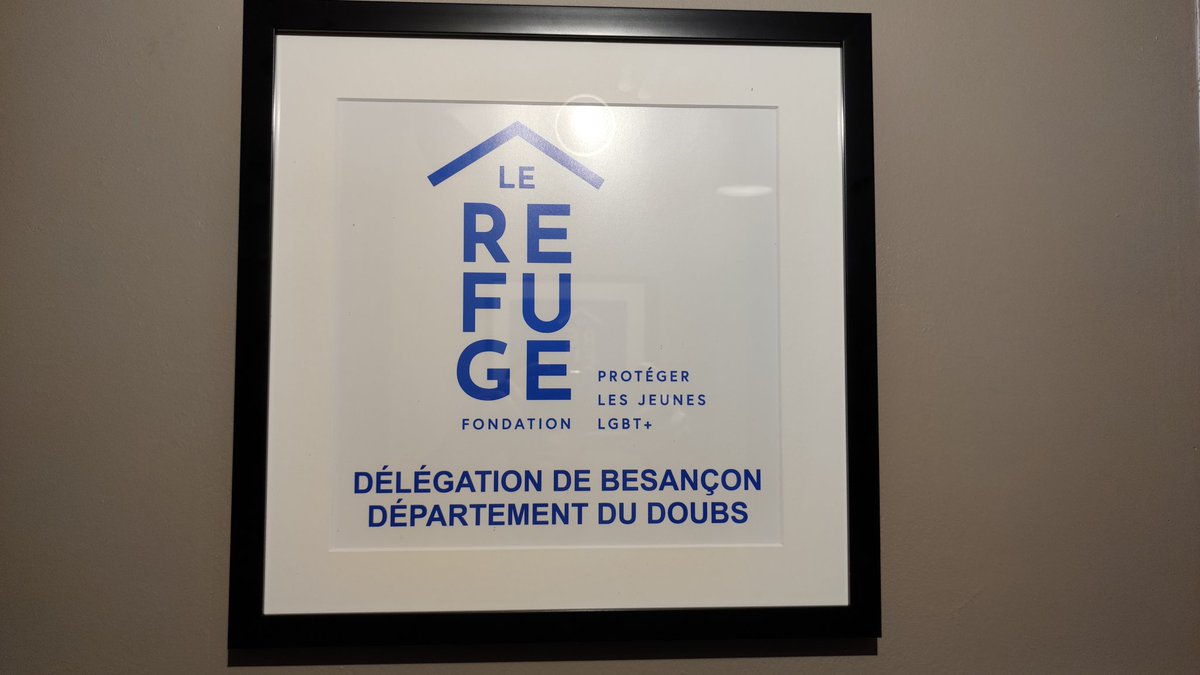 LE
RE
FU
GE
FONDATION
PROTÉGER
LES JEUNES
LGBT+
DÉLÉGATION DE BESANÇON
DÉPARTEMENT DU DOUBS